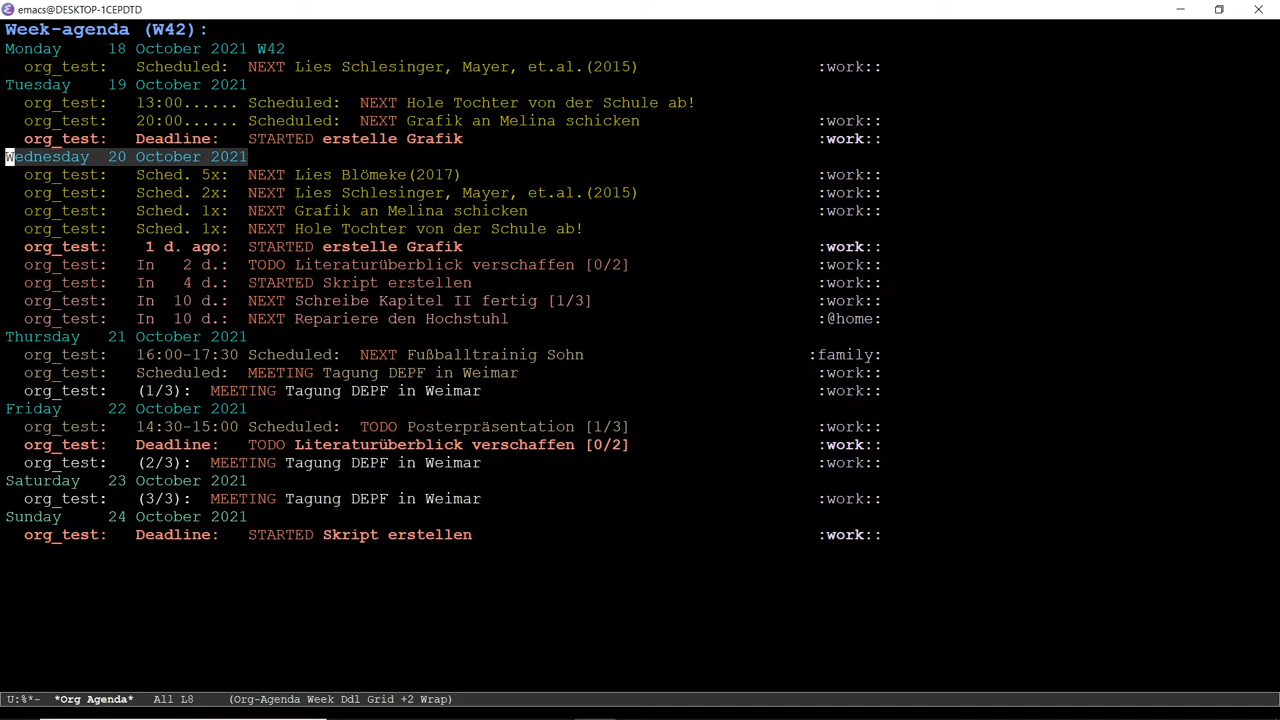 emacs@DESKTOP-1CEPDTD
Week-agenda (W42):
Monday 18 October 2021 W42
org_test: Scheduled: NEXT Lies Schlesinger, Mayer, et.al.(2015) :work::
Tuesday 19 October 2021
org_test: 13:00...... Scheduled: NEXT Hole Tochter von der Schule ab!
org_test: 20:00...... Scheduled: NEXT Grafik an Melina schicken :work::
org_test: Deadline: STARTED erstelle Grafik :work::
Wednesday 20 October 2021
org_test: Sched. 5x: NEXT Lies Blömeke(2017) :work::
org_test: Sched. 2x: NEXT Lies Schlesinger, Mayer, et.al.(2015) :work::
org_test: Sched. 1x: NEXT Grafik an Melina schicken :work::
org_test: Sched. 1x: NEXT Hole Tochter von der Schule ab!
org_test: 1 d. ago: STARTED erstelle Grafik :work::
org_test: In 2 d.: TODO Literaturüberblick verschaffen [0/2] :work::
org_test: In 4 d.: STARTED Skript erstellen :work::
org_test: In 10 d.: NEXT Schreibe Kapitel II fertig [1/3] :work::
org_test: In 10 d.: NEXT Repariere den Hochstuhl :@home:
Thursday 21 October 2021
org_test: 16:00-17:30 Scheduled: NEXT Fußballtrainig Sohn :family:
org_test: Scheduled: MEETING Tagung DEPF in Weimar :work::
org_test: (1/3): MEETING Tagung DEPF in Weimar :work::
Friday 22 October 2021
org_test: 14:30-15:00 Scheduled: TODO Posterpräsentation [1/3] :work::
org_test: Deadline: TODO Literaturüberblick verschaffen [0/2] :work::
org_test: (2/3): MEETING Tagung DEPF in Weimar :work::
Saturday 23 October 2021
org_test: (3/3): MEETING Tagung DEPF in Weimar :work::
Sunday 24 October 2021
org_test: Deadline: STARTED Skript erstellen :work::
U:%*- *Org Agenda* All L8 (Org-Agenda Week Ddl Grid +2 Wrap)